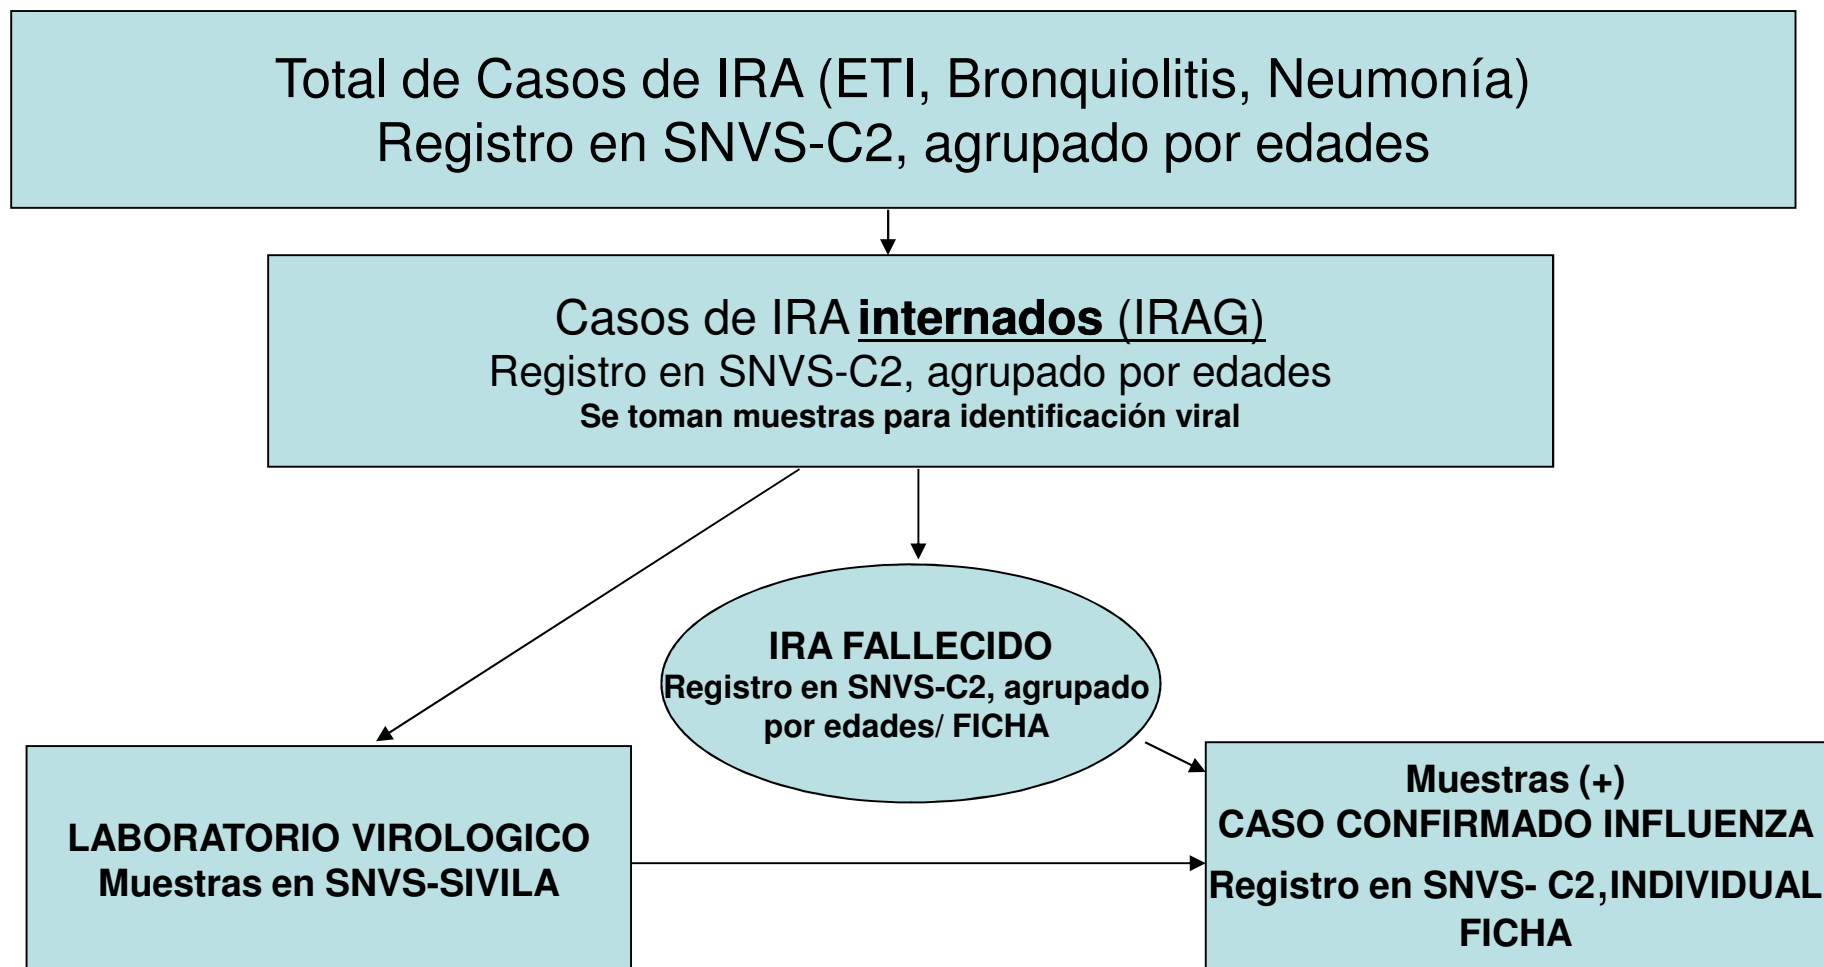 Total de Casos de IRA (ETI, Bronquiolitis, Neumonía)
Registro en SNVS-C2, agrupado por edades
Casos de IRA internados (IRAG)
Registro en SNVS-C2, agrupado por edades
Se toman muestras para identificación viral
IRA FALLECIDO
Registro en SNVS-C2, agrupado
por edades/ FICHA
LABORATORIO VIROLOGICO
Muestras en SNVS-SIVILA
Muestras (+)
CASO CONFIRMADO INFLUENZA
Registro en SNVS- C2,INDIVIDUAL
FICHA